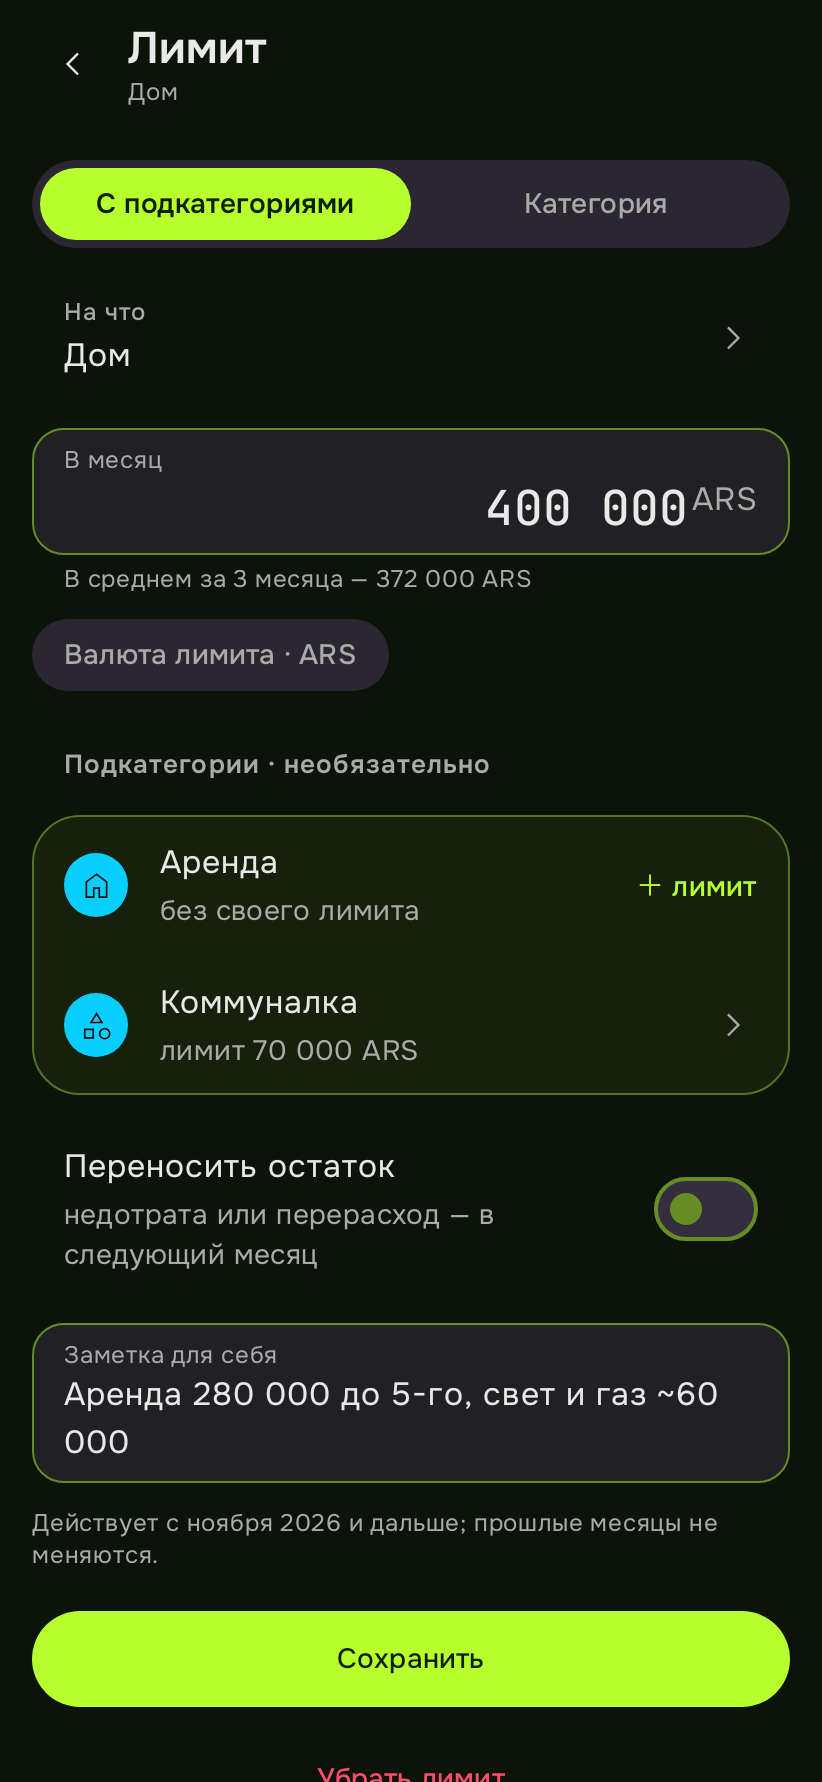 Лимит
Дом
С подкатегориями
Категория
На что
Дом
В месяц
400 000 ARS
В среднем за 3 месяца — 372 000 ARS
Валюта лимита · ARS
Подкатегории · необязательно
Аренда
без своего лимита
+ лимит
Коммуналка
лимит 70 000 ARS
Переносить остаток
недотрата или перерасход — в
следующий месяц
Заметка для себя
Аренда 280 000 до 5-го, свет и газ ~60
000
Действует с ноября 2026 и дальше; прошлые месяцы не
меняются.
Сохранить
Убрать лимит